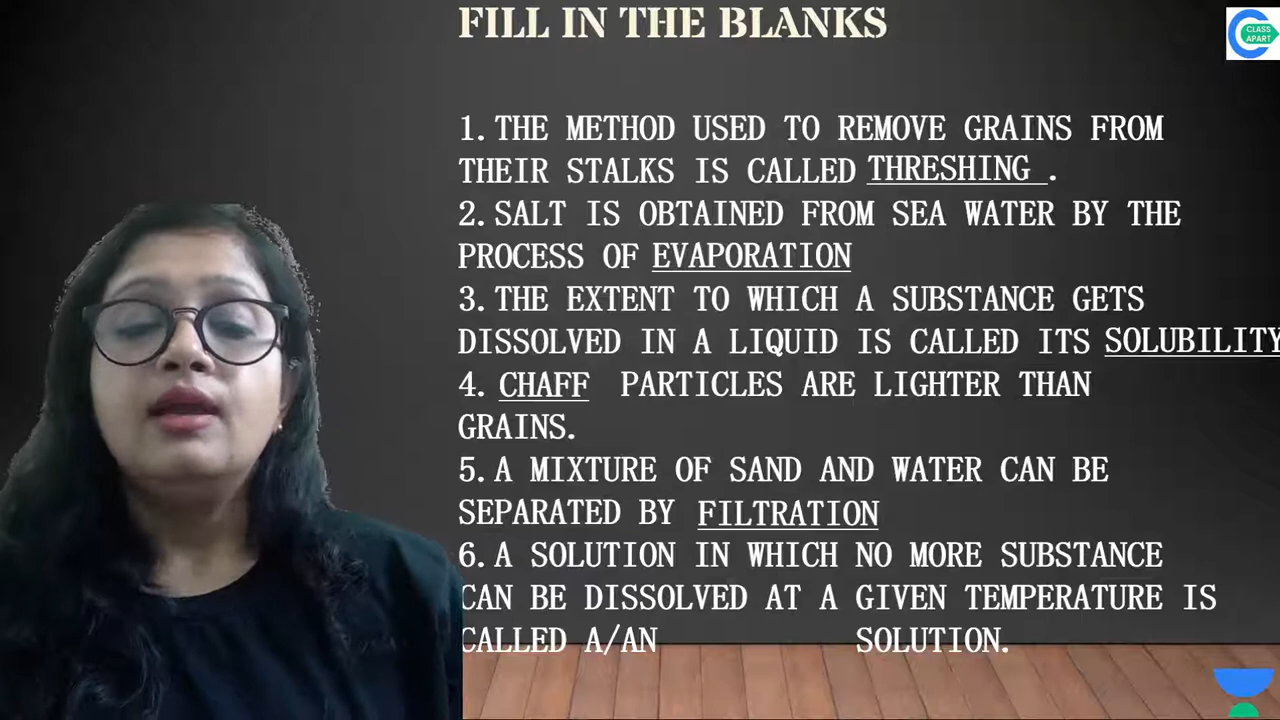 FILL IN THE BLANKS
CLASS
APART
1. THE METHOD USED TO REMOVE GRAINS FROM
THEIR STALKS IS CALLED THRESHING .
2. SALT IS OBTAINED FROM SEA WATER BY THE
PROCESS OF EVAPORATION
3. THE EXTENT TO WHICH A SUBSTANCE GETS
DISSOLVED IN A LIQUID IS CALLED ITS SOLUBILITY
4. CHAFF PARTICLES ARE LIGHTER THAN
GRAINS.
5. A MIXTURE OF SAND AND WATER CAN BE
SEPARATED BY FILTRATION
6. A SOLUTION IN WHICH NO MORE SUBSTANCE
CAN BE DISSOLVED AT A GIVEN TEMPERATURE IS
CALLED A/AN SOLUTION.